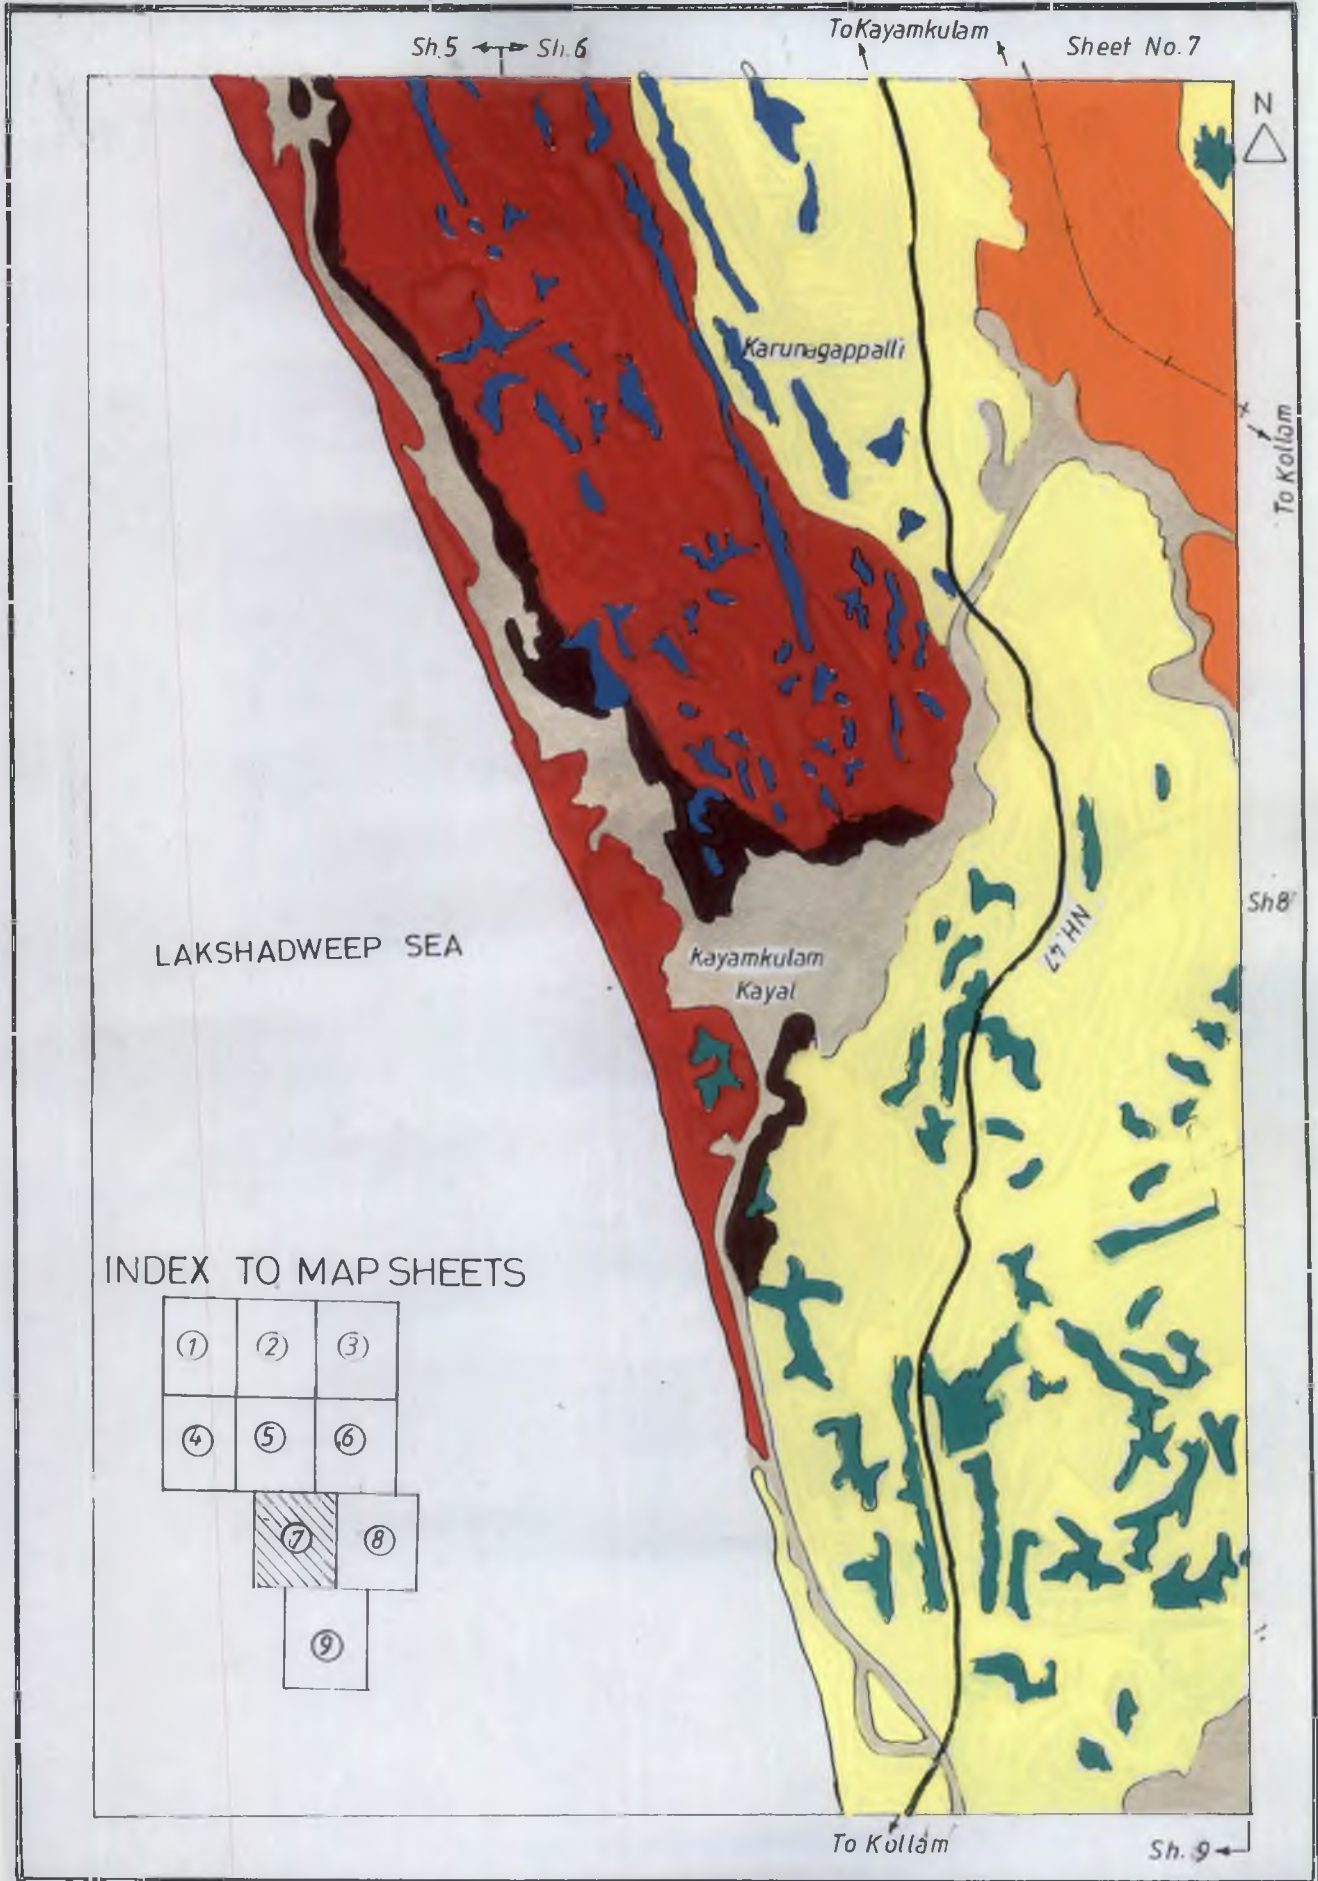 Sh.5 ←→ Sh.6
To Kayamkulam
Sheet No. 7
N
Karunagappalli
To Kollam
Sh 8
NH.47
LAKSHADWEEP SEA
Kayamkulam
Kayal
INDEX TO MAP SHEETS
1 2 3
4 5 6
7 8
9
To Kollam
Sh. 9 ←